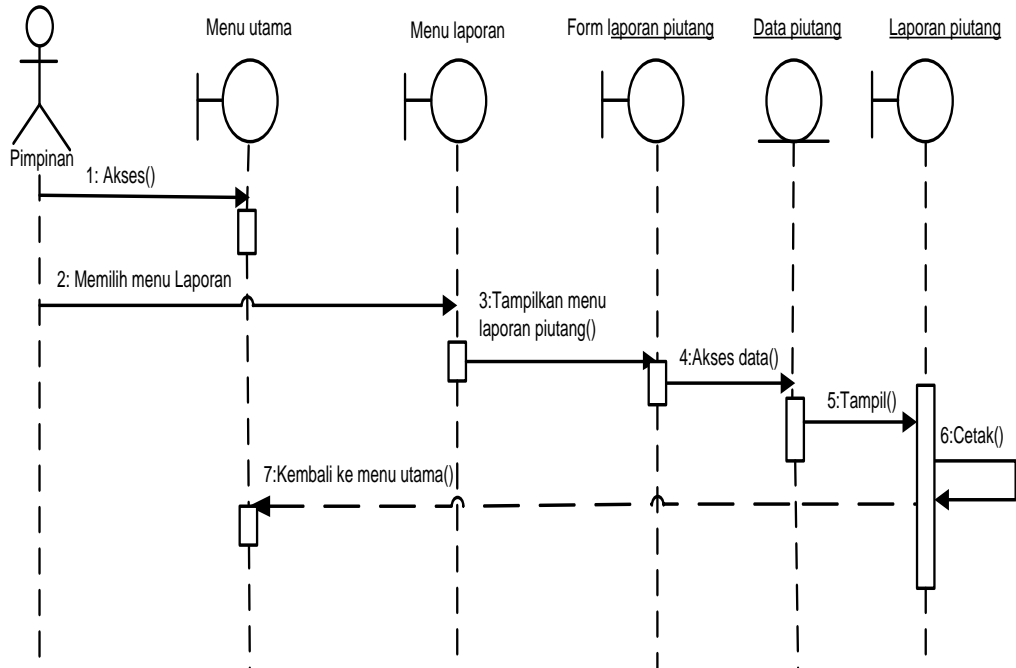 Menu utama
Menu laporan
Form laporan piutang
Data piutang
Laporan piutang
Pimpinan
1: Akses()
2: Memilih menu Laporan
3:Tampilkan menu
laporan piutang()
4:Akses data()
5:Tampil()
6:Cetak()
7:Kembali ke menu utama()